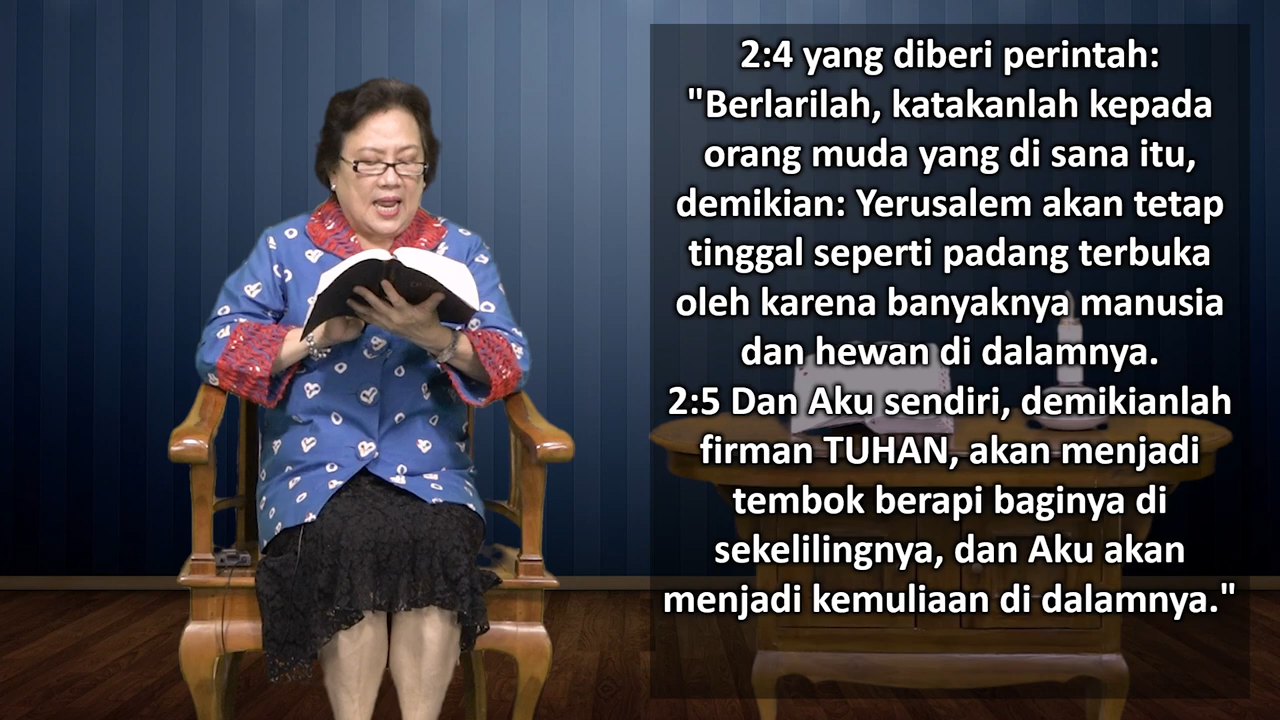 2:4 yang diberi perintah:
"Berlarilah, katakanlah kepada
orang muda yang di sana itu,
demikian: Yerusalem akan tetap
tinggal seperti padang terbuka
oleh karena banyaknya manusia
dan hewan di dalamnya.
2:5 Dan Aku sendiri, demikianlah
firman TUHAN, akan menjadi
tembok berapi baginya di
sekelilingnya, dan Aku akan
menjadi kemuliaan di dalamnya."